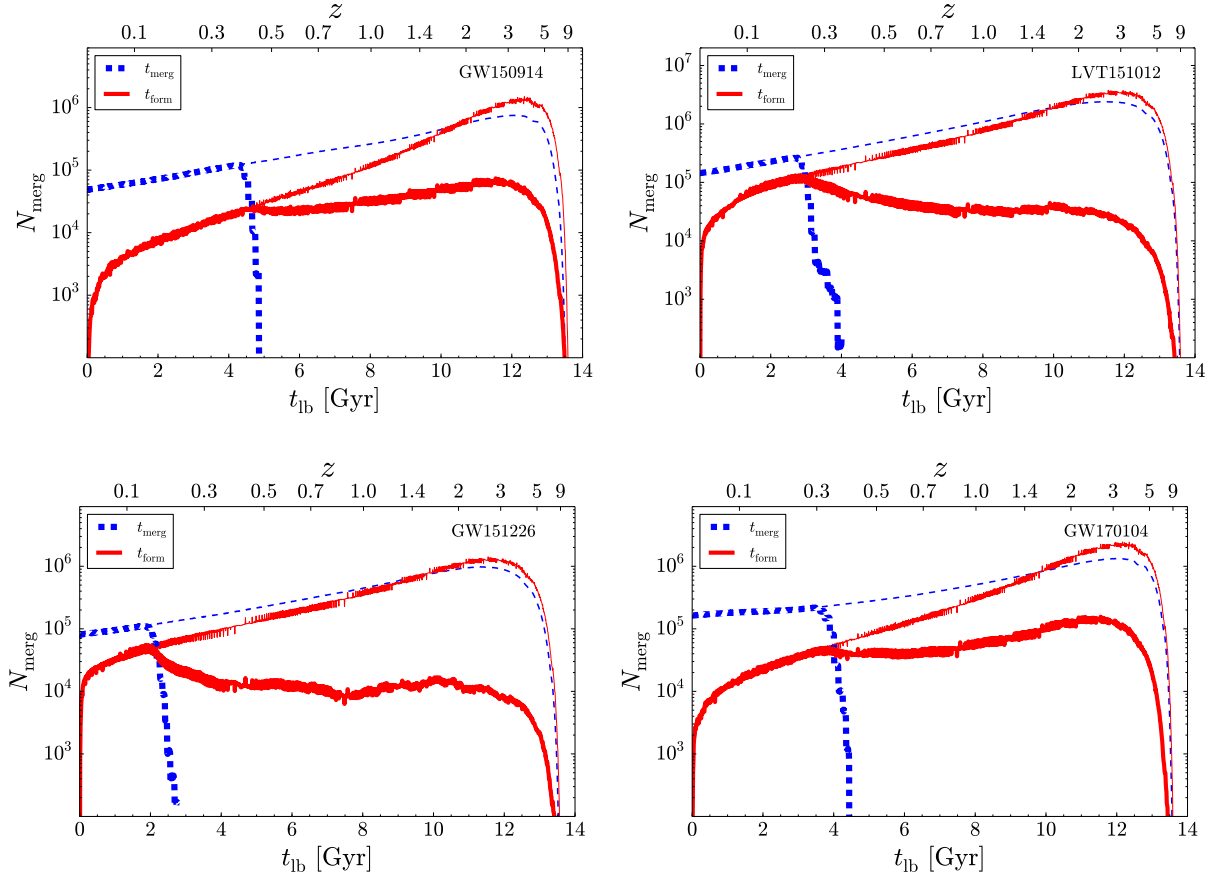 z
0.1 0.3 0.5 0.7 1.0 1.4 2 3 5 9
N_merg
10^6
10^5
10^4
10^3
t_merg
t_form
GW150914
0 2 4 6 8 10 12 14
t_lb [Gyr]
z
0.1 0.3 0.5 0.7 1.0 1.4 2 3 5 9
N_merg
10^7
10^6
10^5
10^4
10^3
t_merg
t_form
LVT151012
0 2 4 6 8 10 12 14
t_lb [Gyr]
z
0.1 0.3 0.5 0.7 1.0 1.4 2 3 5 9
N_merg
10^6
10^5
10^4
10^3
t_merg
t_form
GW151226
0 2 4 6 8 10 12 14
t_lb [Gyr]
z
0.1 0.3 0.5 0.7 1.0 1.4 2 3 5 9
N_merg
10^6
10^5
10^4
10^3
t_merg
t_form
GW170104
0 2 4 6 8 10 12 14
t_lb [Gyr]